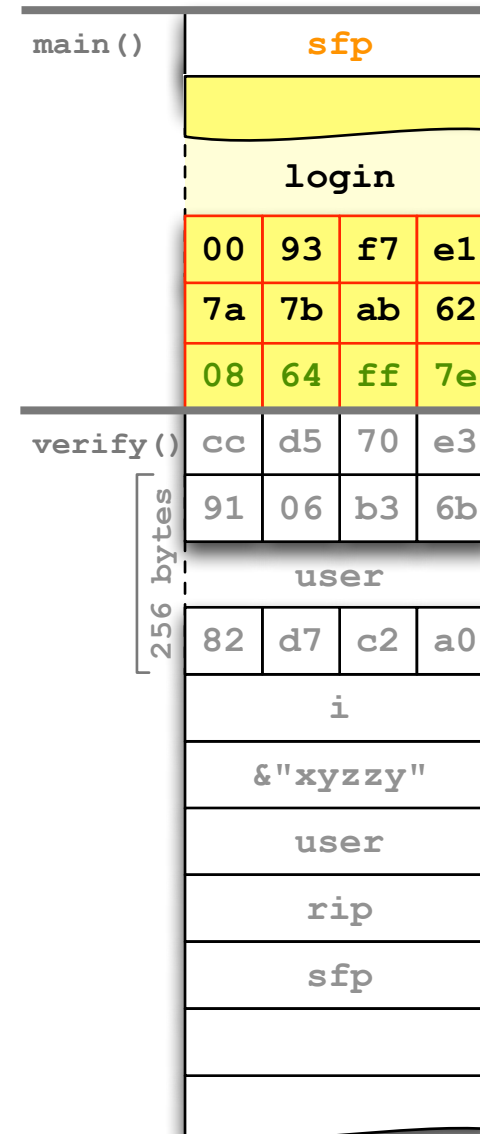 main() sfp
login
00 93 f7 e1
7a 7b ab 62
08 64 ff 7e
verify() cc d5 70 e3
91 06 b3 6b
256 bytes
user
82 d7 c2 a0
i
&"xyzzy"
user
rip
sfp